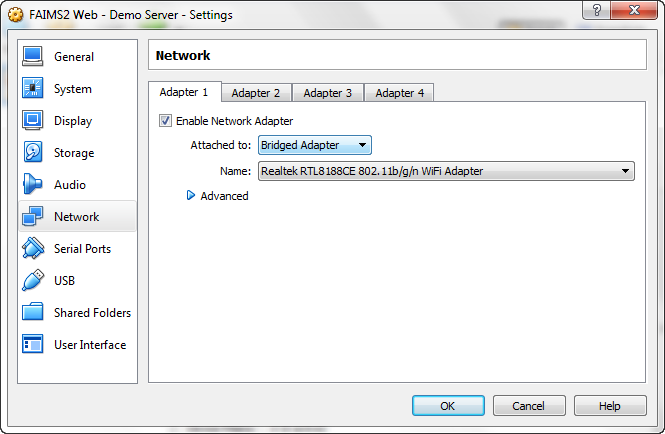 FAIMS2 Web - Demo Server - Settings
General
System
Display
Storage
Audio
Network
Serial Ports
USB
Shared Folders
User Interface
Network
Adapter 1 Adapter 2 Adapter 3 Adapter 4
Enable Network Adapter
Attached to: Bridged Adapter
Name: Realtek RTL8188CE 802.11b/g/n WiFi Adapter
Advanced
OK Cancel Help